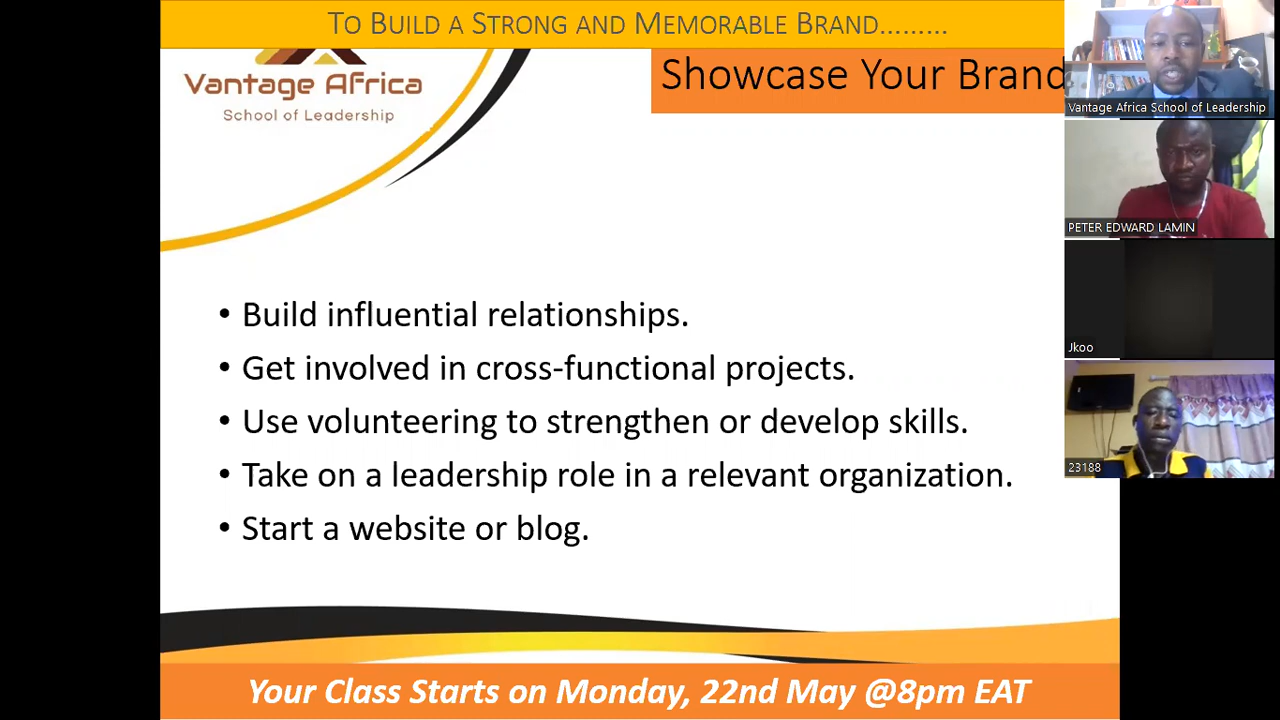 To Build a Strong and Memorable Brand.........
Vantage Africa
School of Leadership
Showcase Your Brand
• Build influential relationships.
• Get involved in cross-functional projects.
• Use volunteering to strengthen or develop skills.
• Take on a leadership role in a relevant organization.
• Start a website or blog.
Your Class Starts on Monday, 22nd May @8pm EAT
Vantage Africa School of Leadership
PETER EDWARD LAMIN
Jkoo
23188